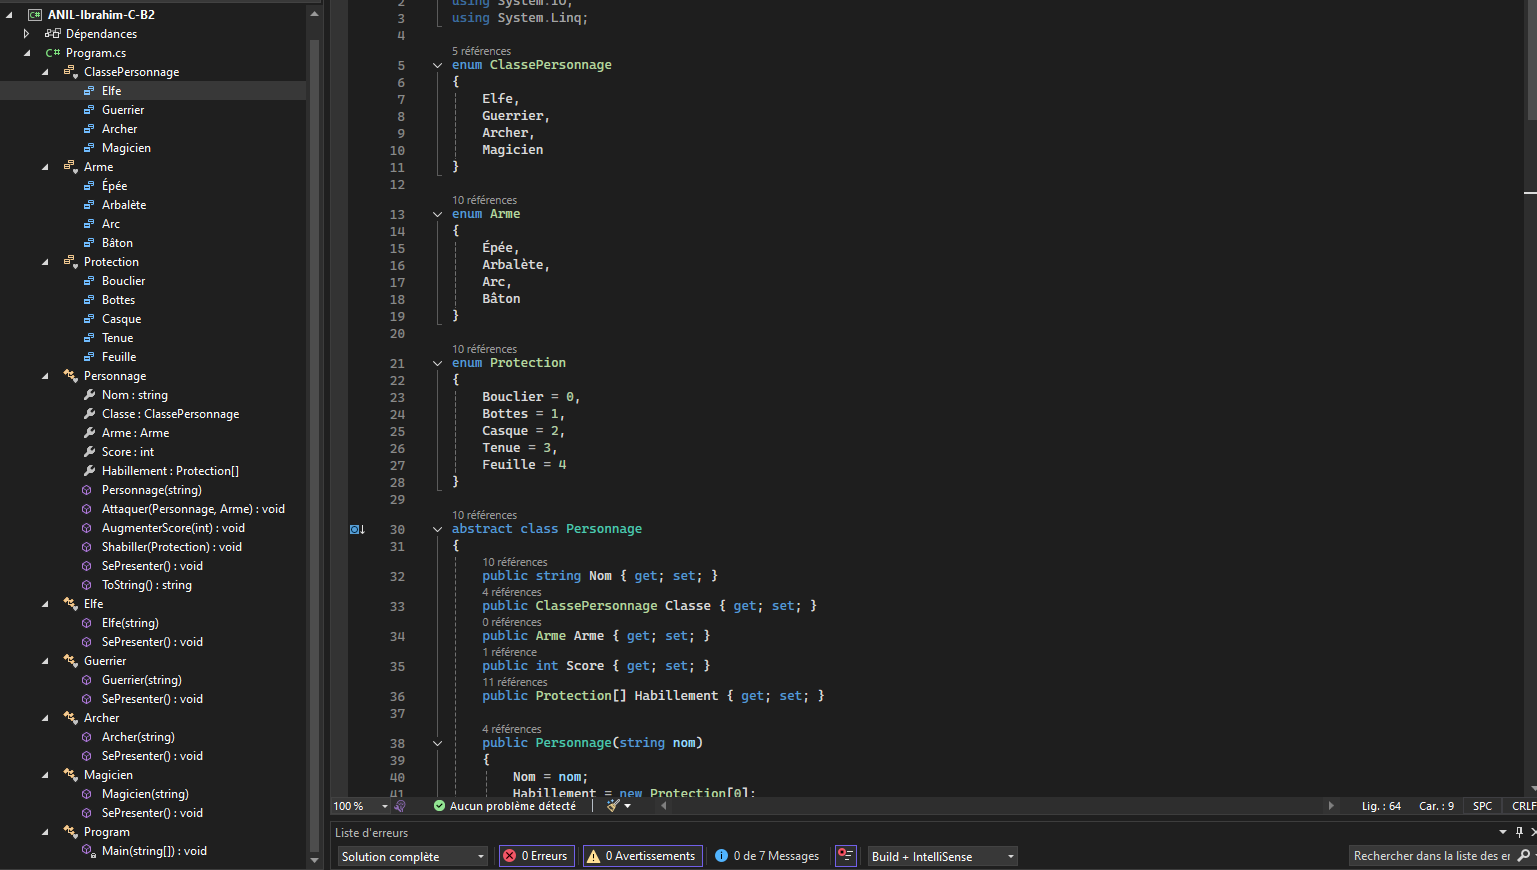 ANIL-Ibrahim-C-B2
Dépendances
C# Program.cs
ClassePersonnage
Elfe
Guerrier
Archer
Magicien
Arme
Épée
Arbalète
Arc
Bâton
Protection
Bouclier
Bottes
Casque
Tenue
Feuille
Personnage
Nom : string
Classe : ClassePersonnage
Arme : Arme
Score : int
Habillement : Protection[]
Personnage(string)
Attaquer(Personnage, Arme) : void
AugmenterScore(int) : void
Shabiller(Protection) : void
SePresenter() : void
ToString() : string
Elfe
Elfe(string)
SePresenter() : void
Guerrier
Guerrier(string)
SePresenter() : void
Archer
Archer(string)
SePresenter() : void
Magicien
Magicien(string)
SePresenter() : void
Program
Main(string[]) : void
2 using System.IO;
3 using System.Linq;
4
5 références
5 enum ClassePersonnage
6 {
7 Elfe,
8 Guerrier,
9 Archer,
10 Magicien
11 }
12
10 références
13 enum Arme
14 {
15 Épée,
16 Arbalète,
17 Arc,
18 Bâton
19 }
20
10 références
21 enum Protection
22 {
23 Bouclier = 0,
24 Bottes = 1,
25 Casque = 2,
26 Tenue = 3,
27 Feuille = 4
28 }
29
10 références
30 abstract class Personnage
31 {
10 références
32 public string Nom { get; set; }
4 références
33 public ClassePersonnage Classe { get; set; }
0 références
34 public Arme Arme { get; set; }
1 référence
35 public int Score { get; set; }
11 références
36 public Protection[] Habillement { get; set; }
37
4 références
38 public Personnage(string nom)
39 {
40 Nom = nom;
41 Habillement = new Protection[0];
100 % Aucun problème détecté Lig. : 64 Car. : 9 SPC CRLF
Liste d'erreurs
Solution complète 0 Erreurs 0 Avertissements 0 de 7 Messages Build + IntelliSense Rechercher dans la liste des er